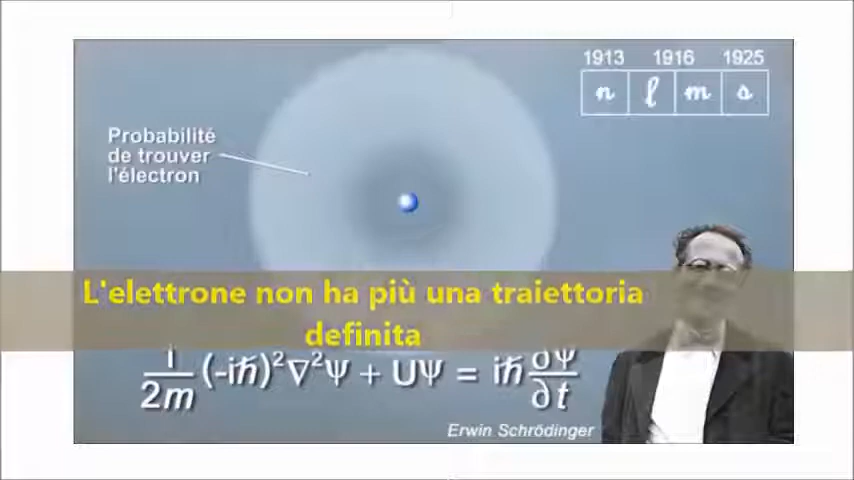 1913 1916 1925
n ℓ m s
Probabilité
de trouver
l'électron
L'elettrone non ha più una traiettoria
definita
1/2m (-iħ)²∇²Ψ + UΨ = iħ ∂Ψ/∂t
Erwin Schrödinger